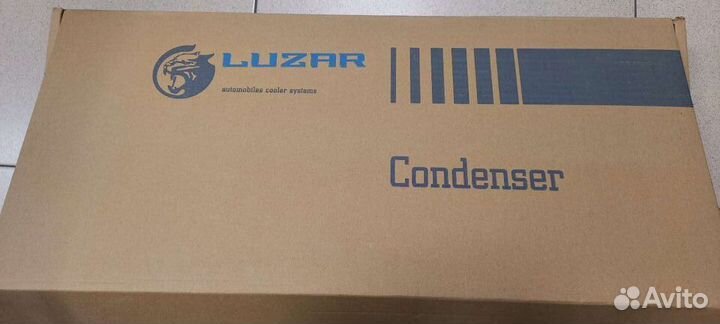 LUZAR
automobiles cooler systems
Condenser
Avito